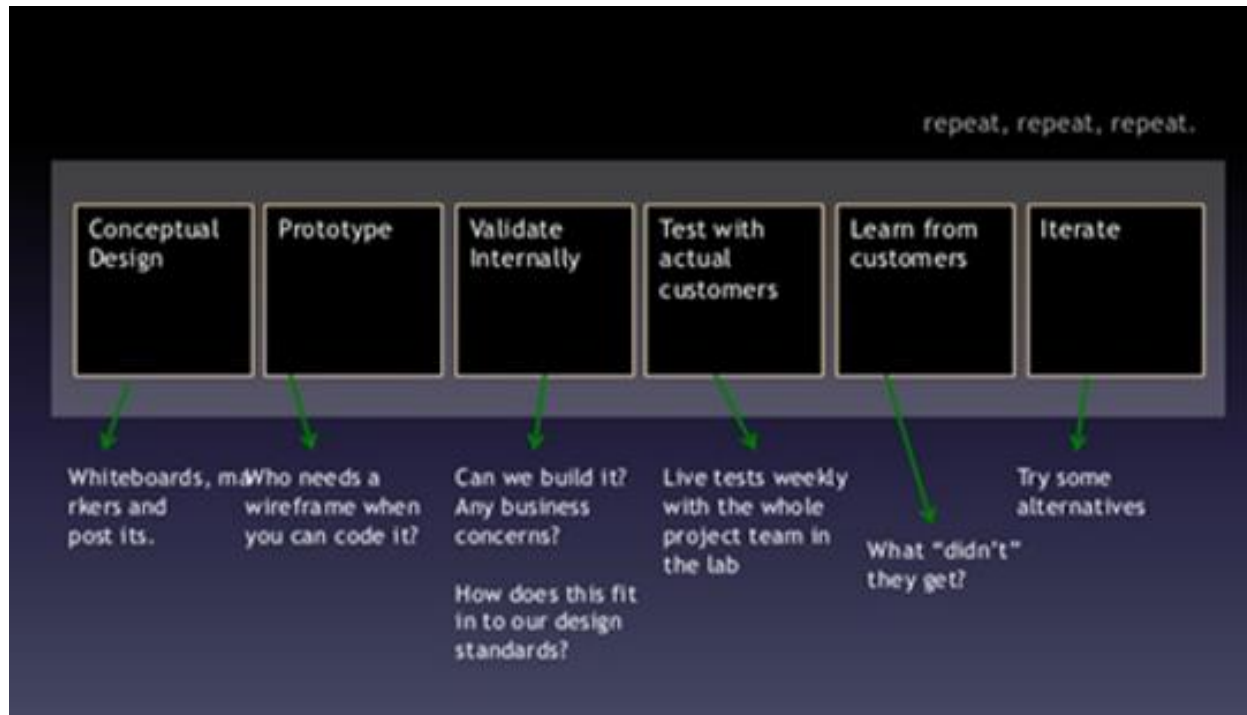 repeat, repeat, repeat.
Conceptual
Design
Prototype
Validate
Internally
Test with
actual
customers
Learn from
customers
Iterate
Whiteboards, ma
rkers and
post its.
Who needs a
wireframe when
you can code it?
Can we build it?
Any business
concerns?
How does this fit
in to our design
standards?
Live tests weekly
with the whole
project team in
the lab
What “didn’t”
they get?
Try some
alternatives